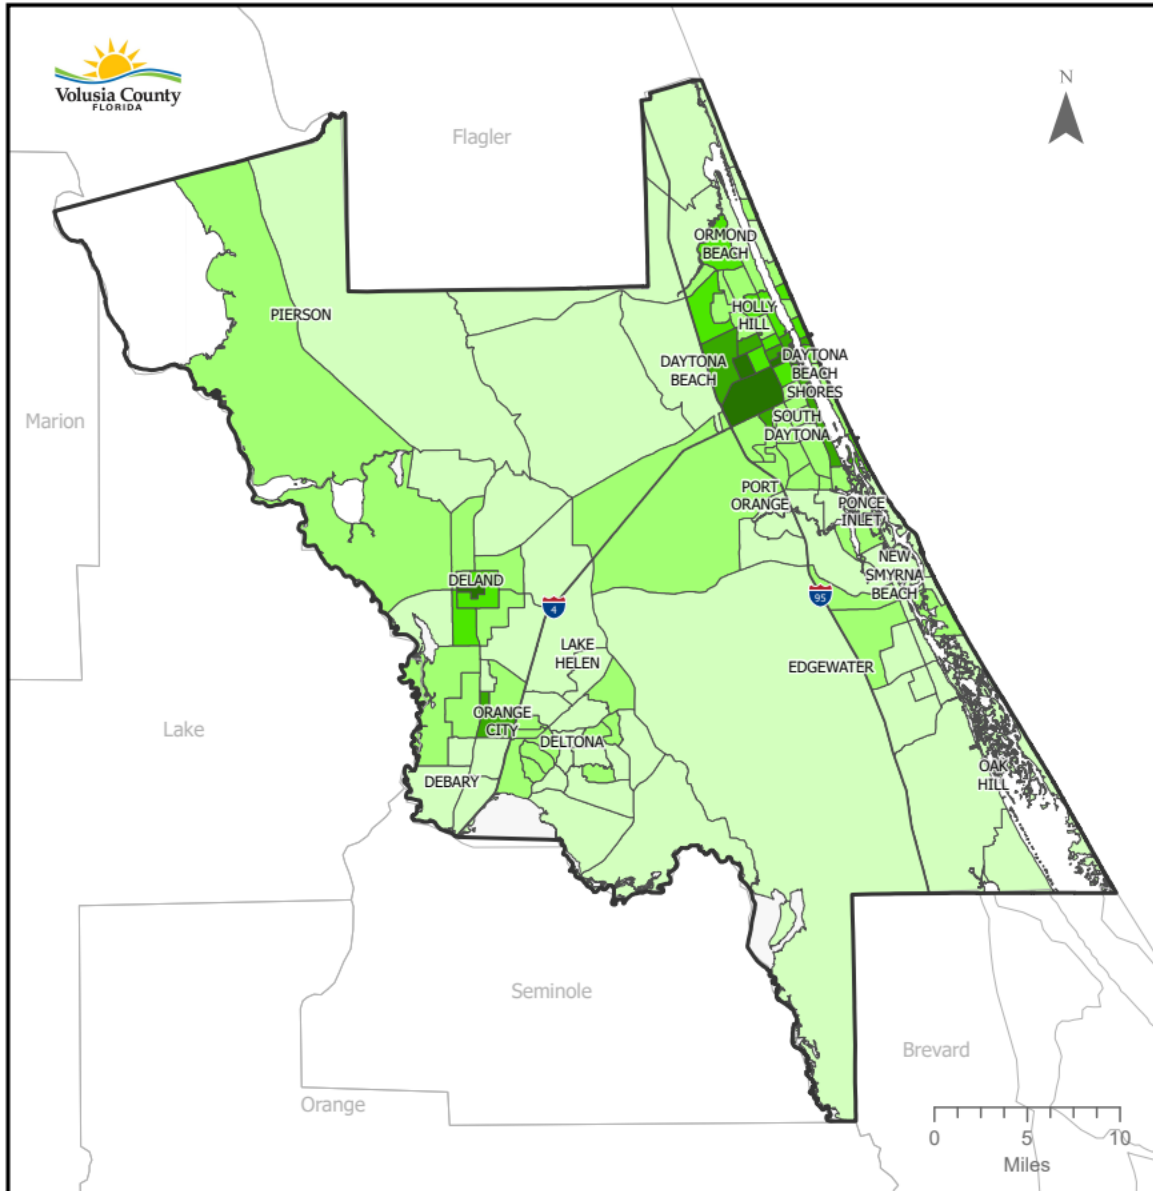 Volusia County
FLORIDA
N
Flagler
ORMOND
BEACH
PIERSON
HOLLY
HILL
DAYTONA
BEACH
DAYTONA
BEACH
SHORES
Marion
SOUTH
DAYTONA
PORT
ORANGE
PONCE
INLET
NEW
SMYRNA
BEACH
DELAND
4
95
LAKE
HELEN
EDGEWATER
Lake
ORANGE
CITY
DELTONA
DEBARY
OAK
HILL
Seminole
Brevard
Orange
0 5 10
Miles